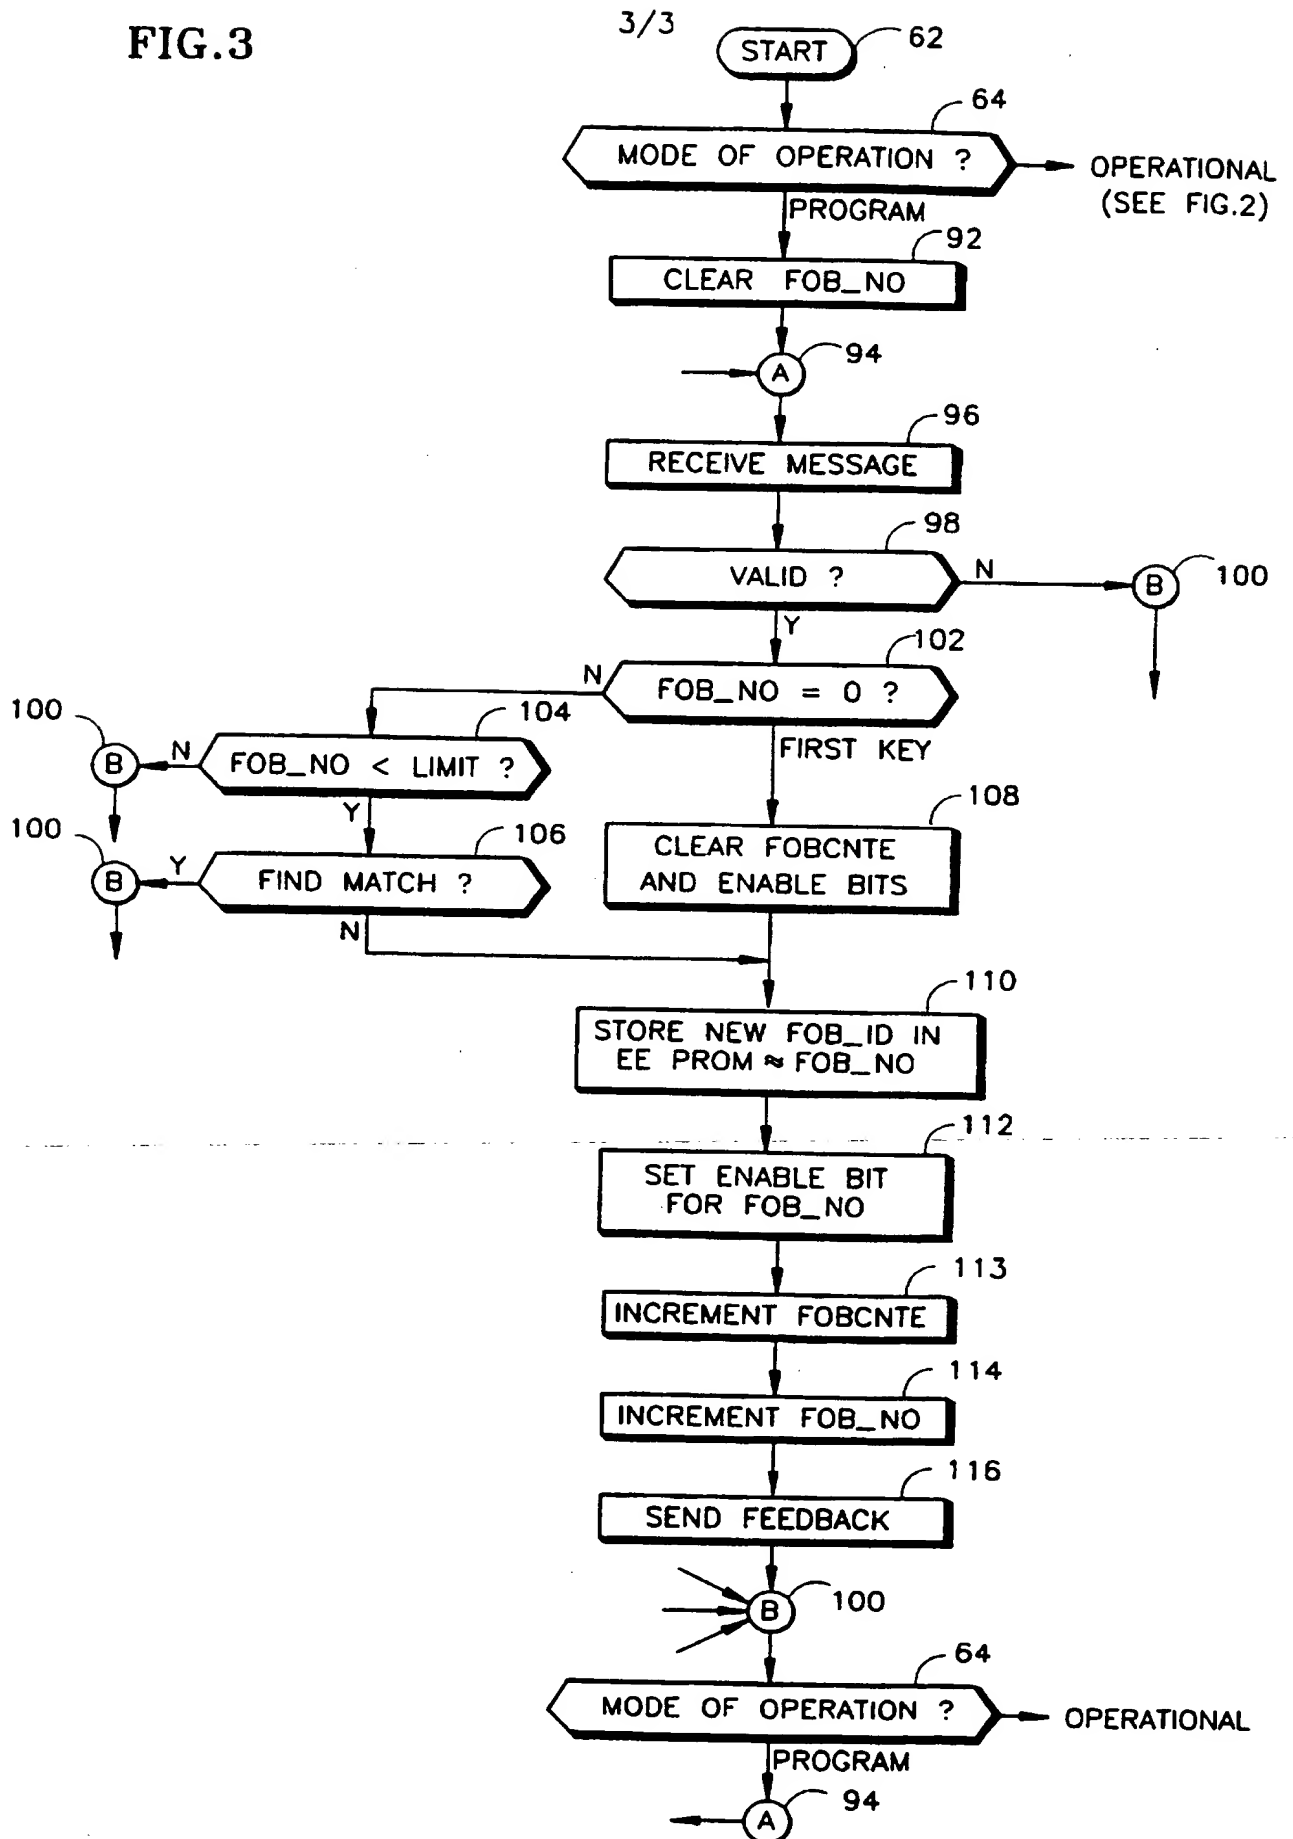 FIG.3
3/3
START
62
64
MODE OF OPERATION ?
OPERATIONAL
(SEE FIG.2)
PROGRAM
92
CLEAR FOB_NO
A
94
96
RECEIVE MESSAGE
98
VALID ?
N
B
100
Y
102
N
FOB_NO = 0 ?
100
104
B
N
FOB_NO < LIMIT ?
FIRST KEY
Y
100
106
B
Y
FIND MATCH ?
N
108
CLEAR FOBCNTE
AND ENABLE BITS
110
STORE NEW FOB_ID IN
EE PROM ≈ FOB_NO
112
SET ENABLE BIT
FOR FOB_NO
113
INCREMENT FOBCNTE
114
INCREMENT FOB_NO
116
SEND FEEDBACK
B
100
64
MODE OF OPERATION ?
OPERATIONAL
PROGRAM
A
94